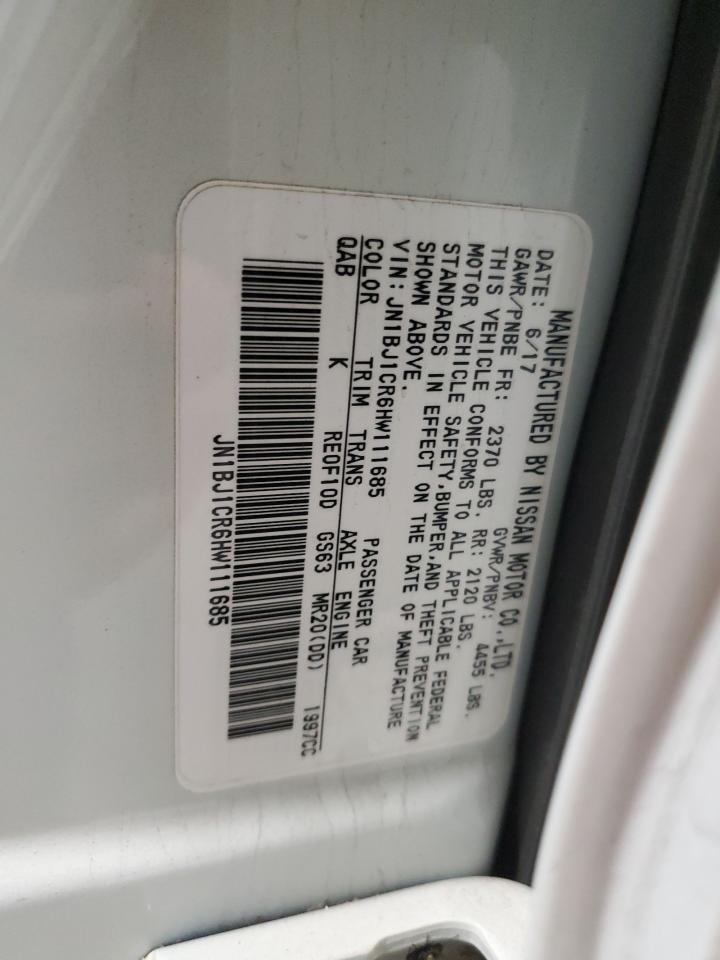 MANUFACTURED BY NISSAN MOTOR CO.,LTD.
DATE: 6/17 GVWR/PNBV: 4455 LBS.
GAWR/PNBE FR: 2370 LBS. RR: 2120 LBS.
THIS VEHICLE CONFORMS TO ALL APPLICABLE FEDERAL
MOTOR VEHICLE SAFETY,BUMPER,AND THEFT PREVENTION
STANDARDS IN EFFECT ON THE DATE OF MANUFACTURE
SHOWN ABOVE.
VIN: JN1BJ1CR6HW111685 PASSENGER CAR
COLOR TRIM TRANS AXLE ENGINE
QAB K RE0F10D GS63 MR20(DD) 1997CC
JN1BJ1CR6HW111685